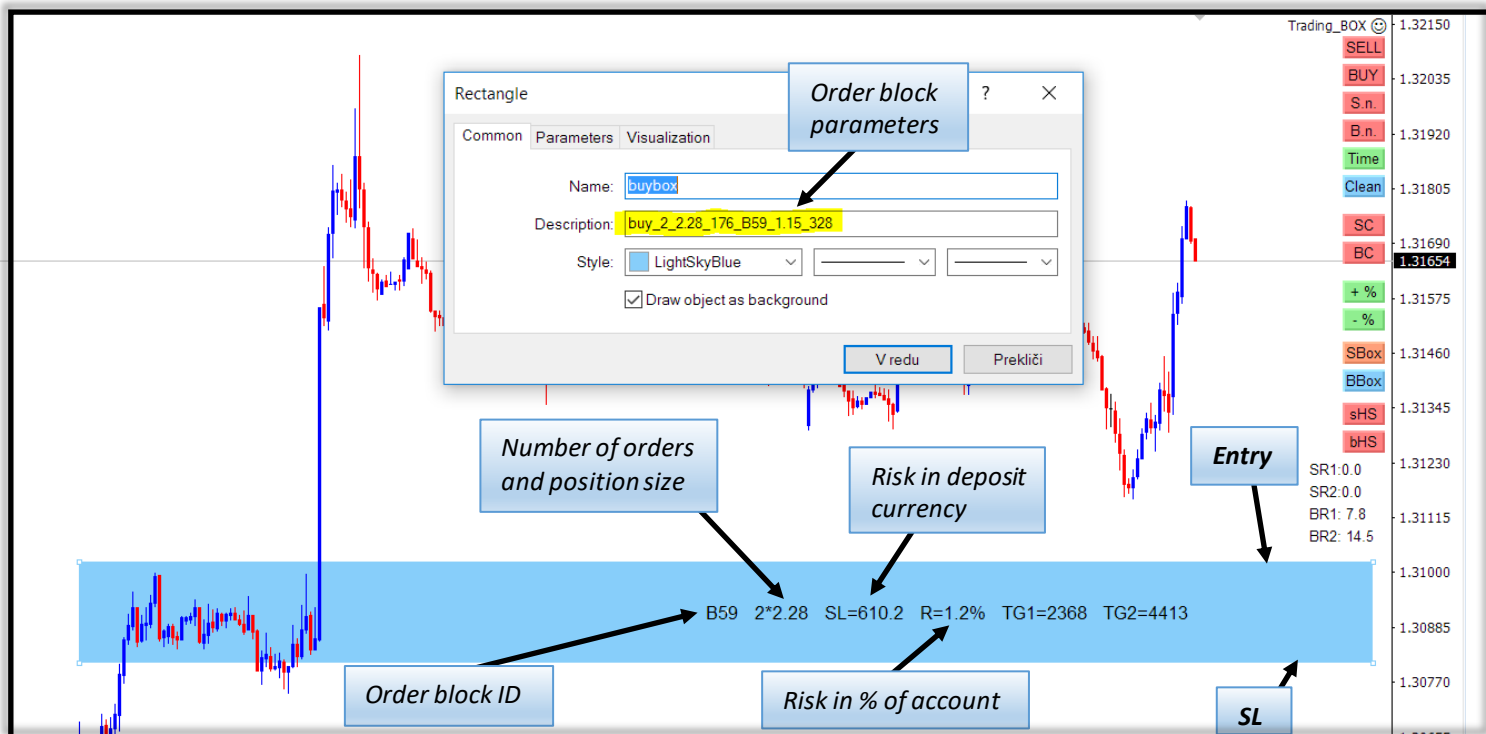 Trading_BOX ☺
1.32150
SELL
BUY
1.32035
S.n.
B.n.
1.31920
Time
Clean
1.31805
SC
1.31690
BC
1.31654
+ %
1.31575
- %
SBox
1.31460
BBox
sHS
1.31345
bHS
SR1:0.0
1.31230
SR2:0.0
BR1: 7.8
1.31115
BR2: 14.5
1.31000
1.30885
1.30770
Rectangle
?
Order block
parameters
Common Parameters Visualization
Name: buybox
Description: buy_2_2.28_176_B59_1.15_328
Style: LightSkyBlue
Draw object as background
V redu Prekliči
Number of orders
and position size
Risk in deposit
currency
Entry
B59 2*2.28 SL=610.2 R=1.2% TG1=2368 TG2=4413
Order block ID
Risk in % of account
SL